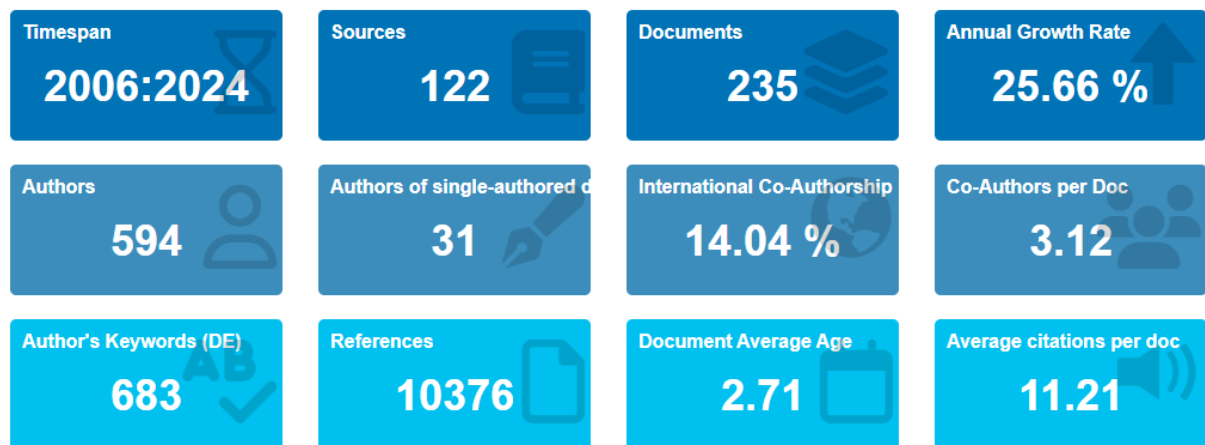 Timespan
2006:2024
Sources
122
Documents
235
Annual Growth Rate
25.66 %
Authors
594
Authors of single-authored d
31
International Co-Authorship
14.04 %
Co-Authors per Doc
3.12
Author's Keywords (DE)
AB
683
References
10376
Document Average Age
2.71
Average citations per doc
11.21